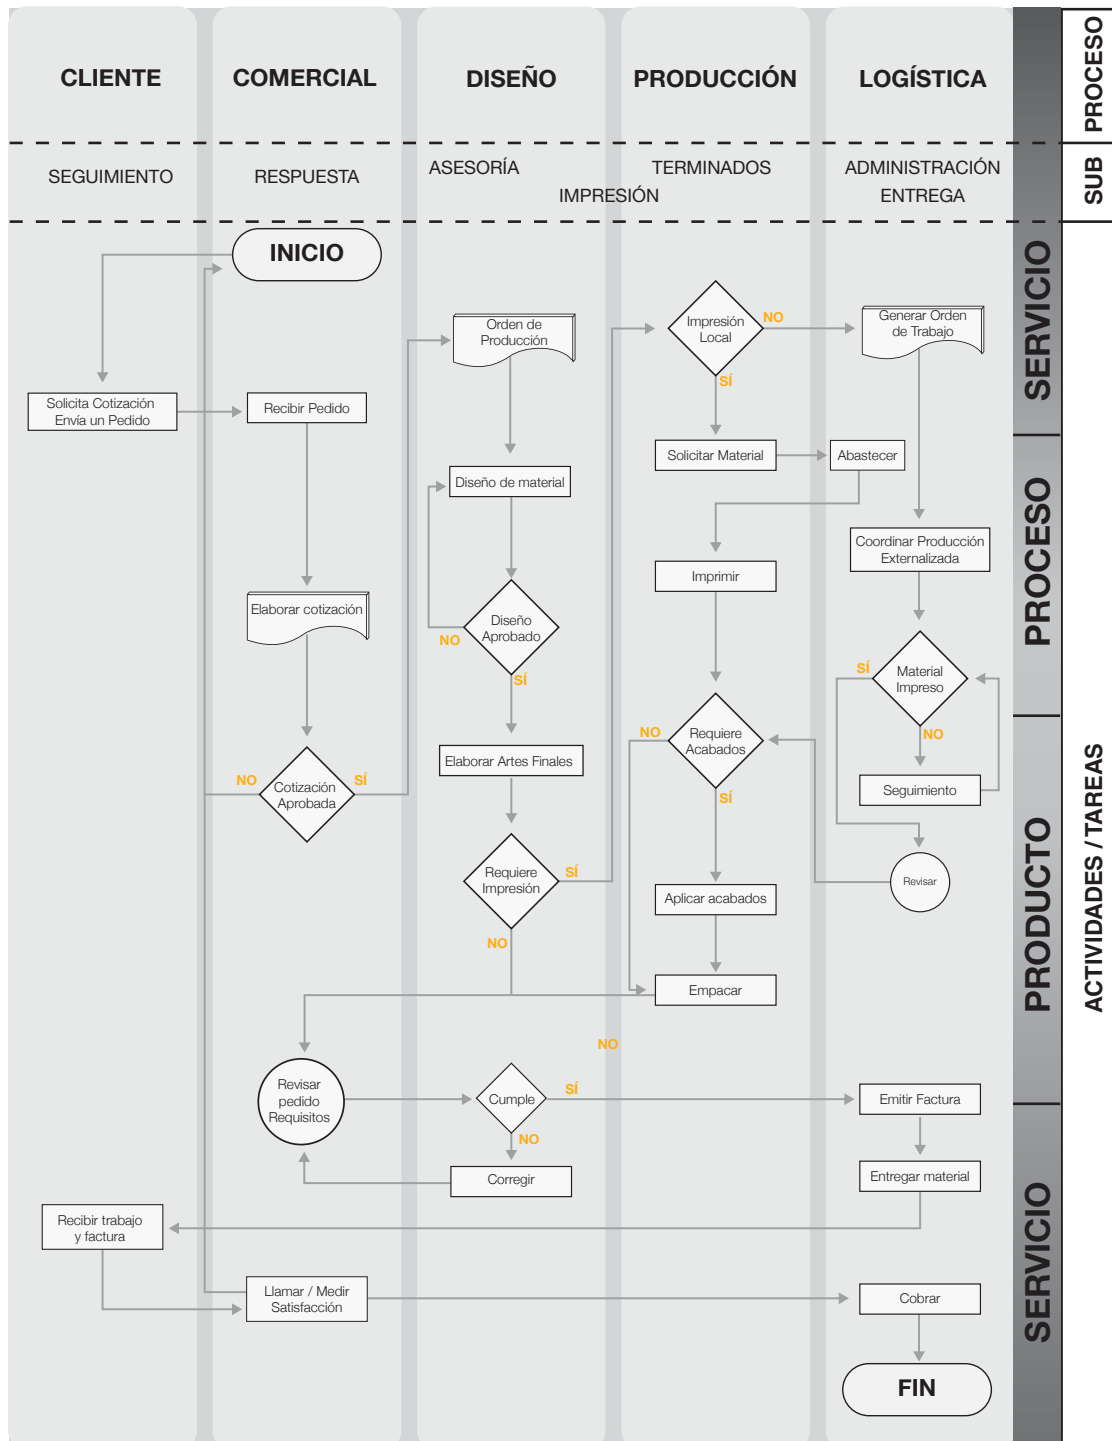 CLIENTE
COMERCIAL
DISEÑO
PRODUCCIÓN
LOGÍSTICA
PROCESO
SEGUIMIENTO
RESPUESTA
ASESORÍA
IMPRESIÓN
TERMINADOS
ADMINISTRACIÓN
ENTREGA
SUB
INICIO
SERVICIO
Orden de
Producción
Impresión
Local
NO
SÍ
Generar Orden
de Trabajo
Solicita Cotización
Envía un Pedido
Recibir Pedido
Solicitar Material
Abastecer
Diseño de material
PROCESO
Coordinar Producción
Externalizada
Imprimir
Elaborar cotización
Diseño
Aprobado
NO
SÍ
SÍ
Material
Impreso
NO
NO
Requiere
Acabados
SÍ
Elaborar Artes Finales
NO
Cotización
Aprobada
SÍ
Seguimiento
PRODUCTO
ACTIVIDADES / TAREAS
Requiere
Impresión
SÍ
NO
Revisar
Aplicar acabados
Empacar
NO
Revisar
pedido
Requisitos
Cumple
SÍ
NO
Emitir Factura
Corregir
Entregar material
SERVICIO
Recibir trabajo
y factura
Llamar / Medir
Satisfacción
Cobrar
FIN